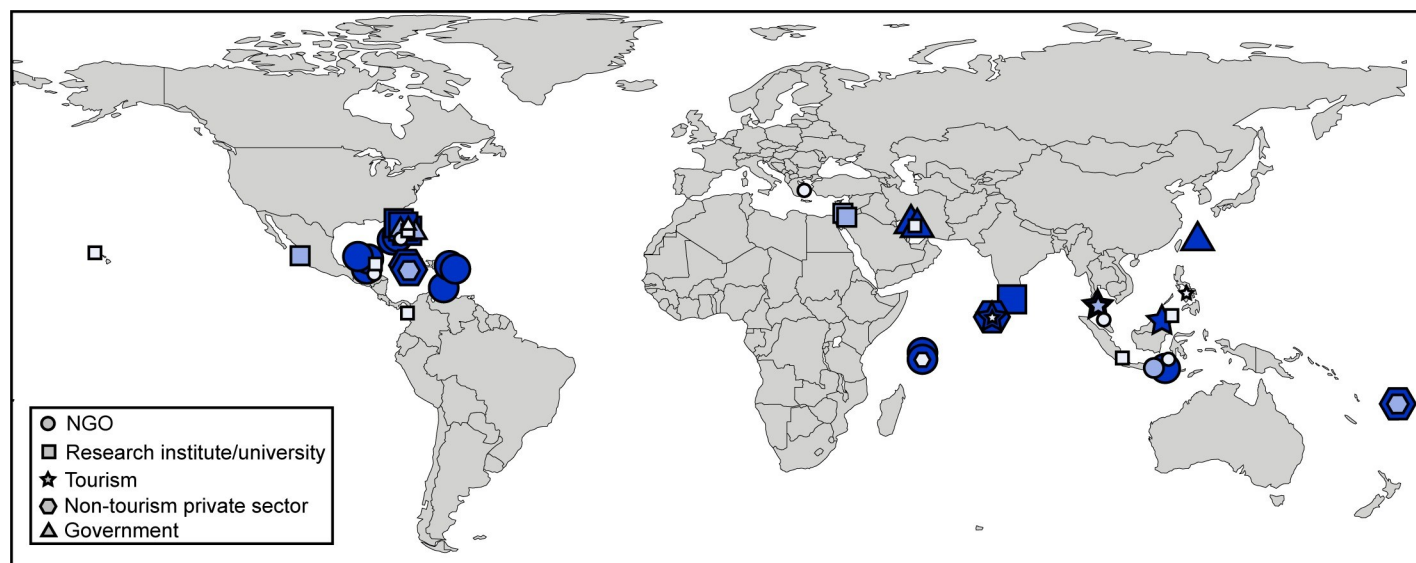 NGO
Research institute/university
Tourism
Non-tourism private sector
Government